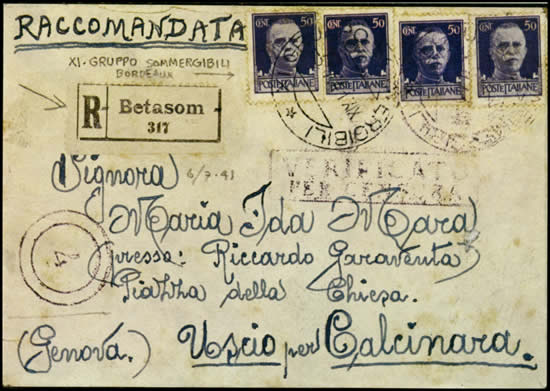 RACCOMANDATA
CENT. 50 POSTE ITALIANE
CENT. 50 POSTE ITALIANE
CENT. 50 POSTE ITALIANE
CENT. 50 POSTE ITALIANE
XI. GRUPPO SOMMERGIBILI
BORDEAUX
R Betasom
317
ERGIBILI
VERIFICATO
PER CENSURA
Signora 6/7.41
Maria Ida Mara
presso: Riccardo Garaventa
Piazza della Chiesa.
4
(Genova.) Uscio per Calcinara.